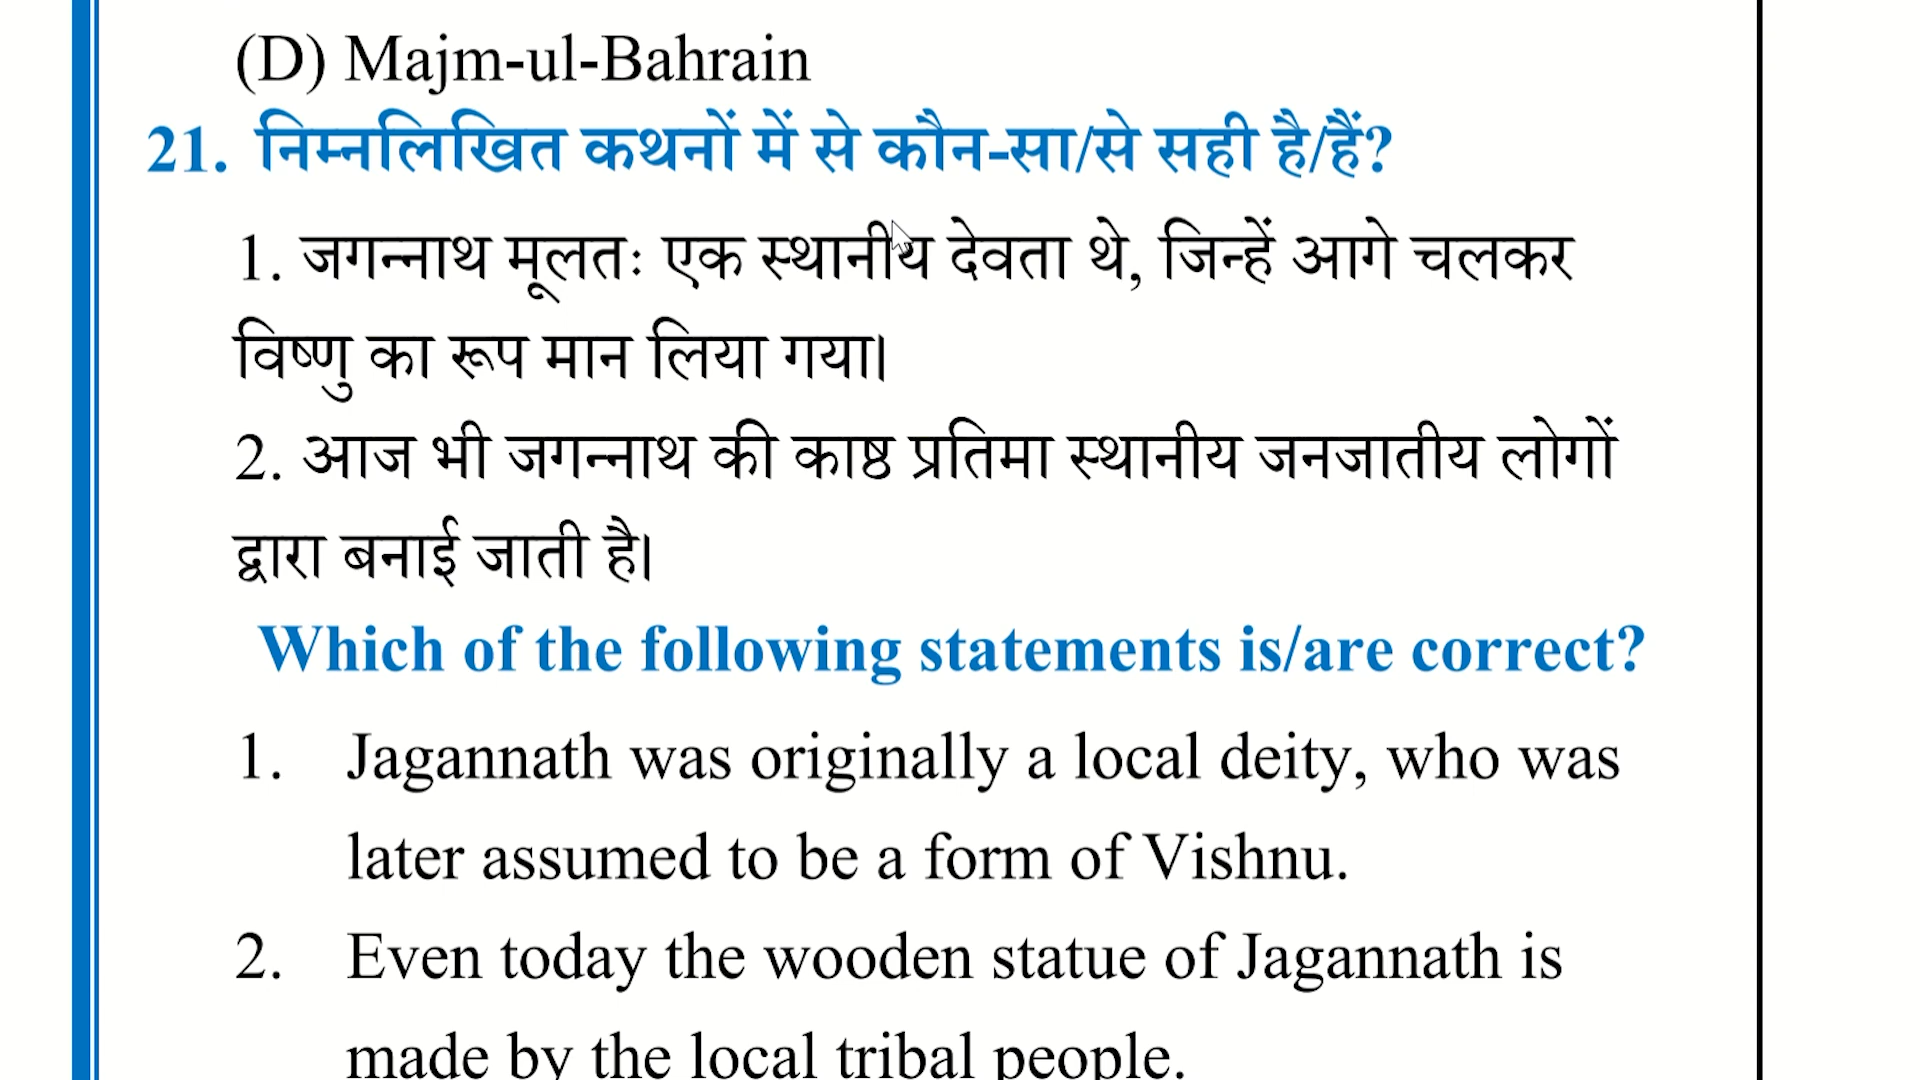 (D) Majm-ul-Bahrain
21. निम्नलिखित कथनों में से कौन-सा/से सही है/हैं?
1. जगन्नाथ मूलतः एक स्थानीय देवता थे, जिन्हें आगे चलकर
विष्णु का रूप मान लिया गया।
2. आज भी जगन्नाथ की काष्ठ प्रतिमा स्थानीय जनजातीय लोगों
द्वारा बनाई जाती है।
Which of the following statements is/are correct?
1. Jagannath was originally a local deity, who was
later assumed to be a form of Vishnu.
2. Even today the wooden statue of Jagannath is
made by the local tribal people.